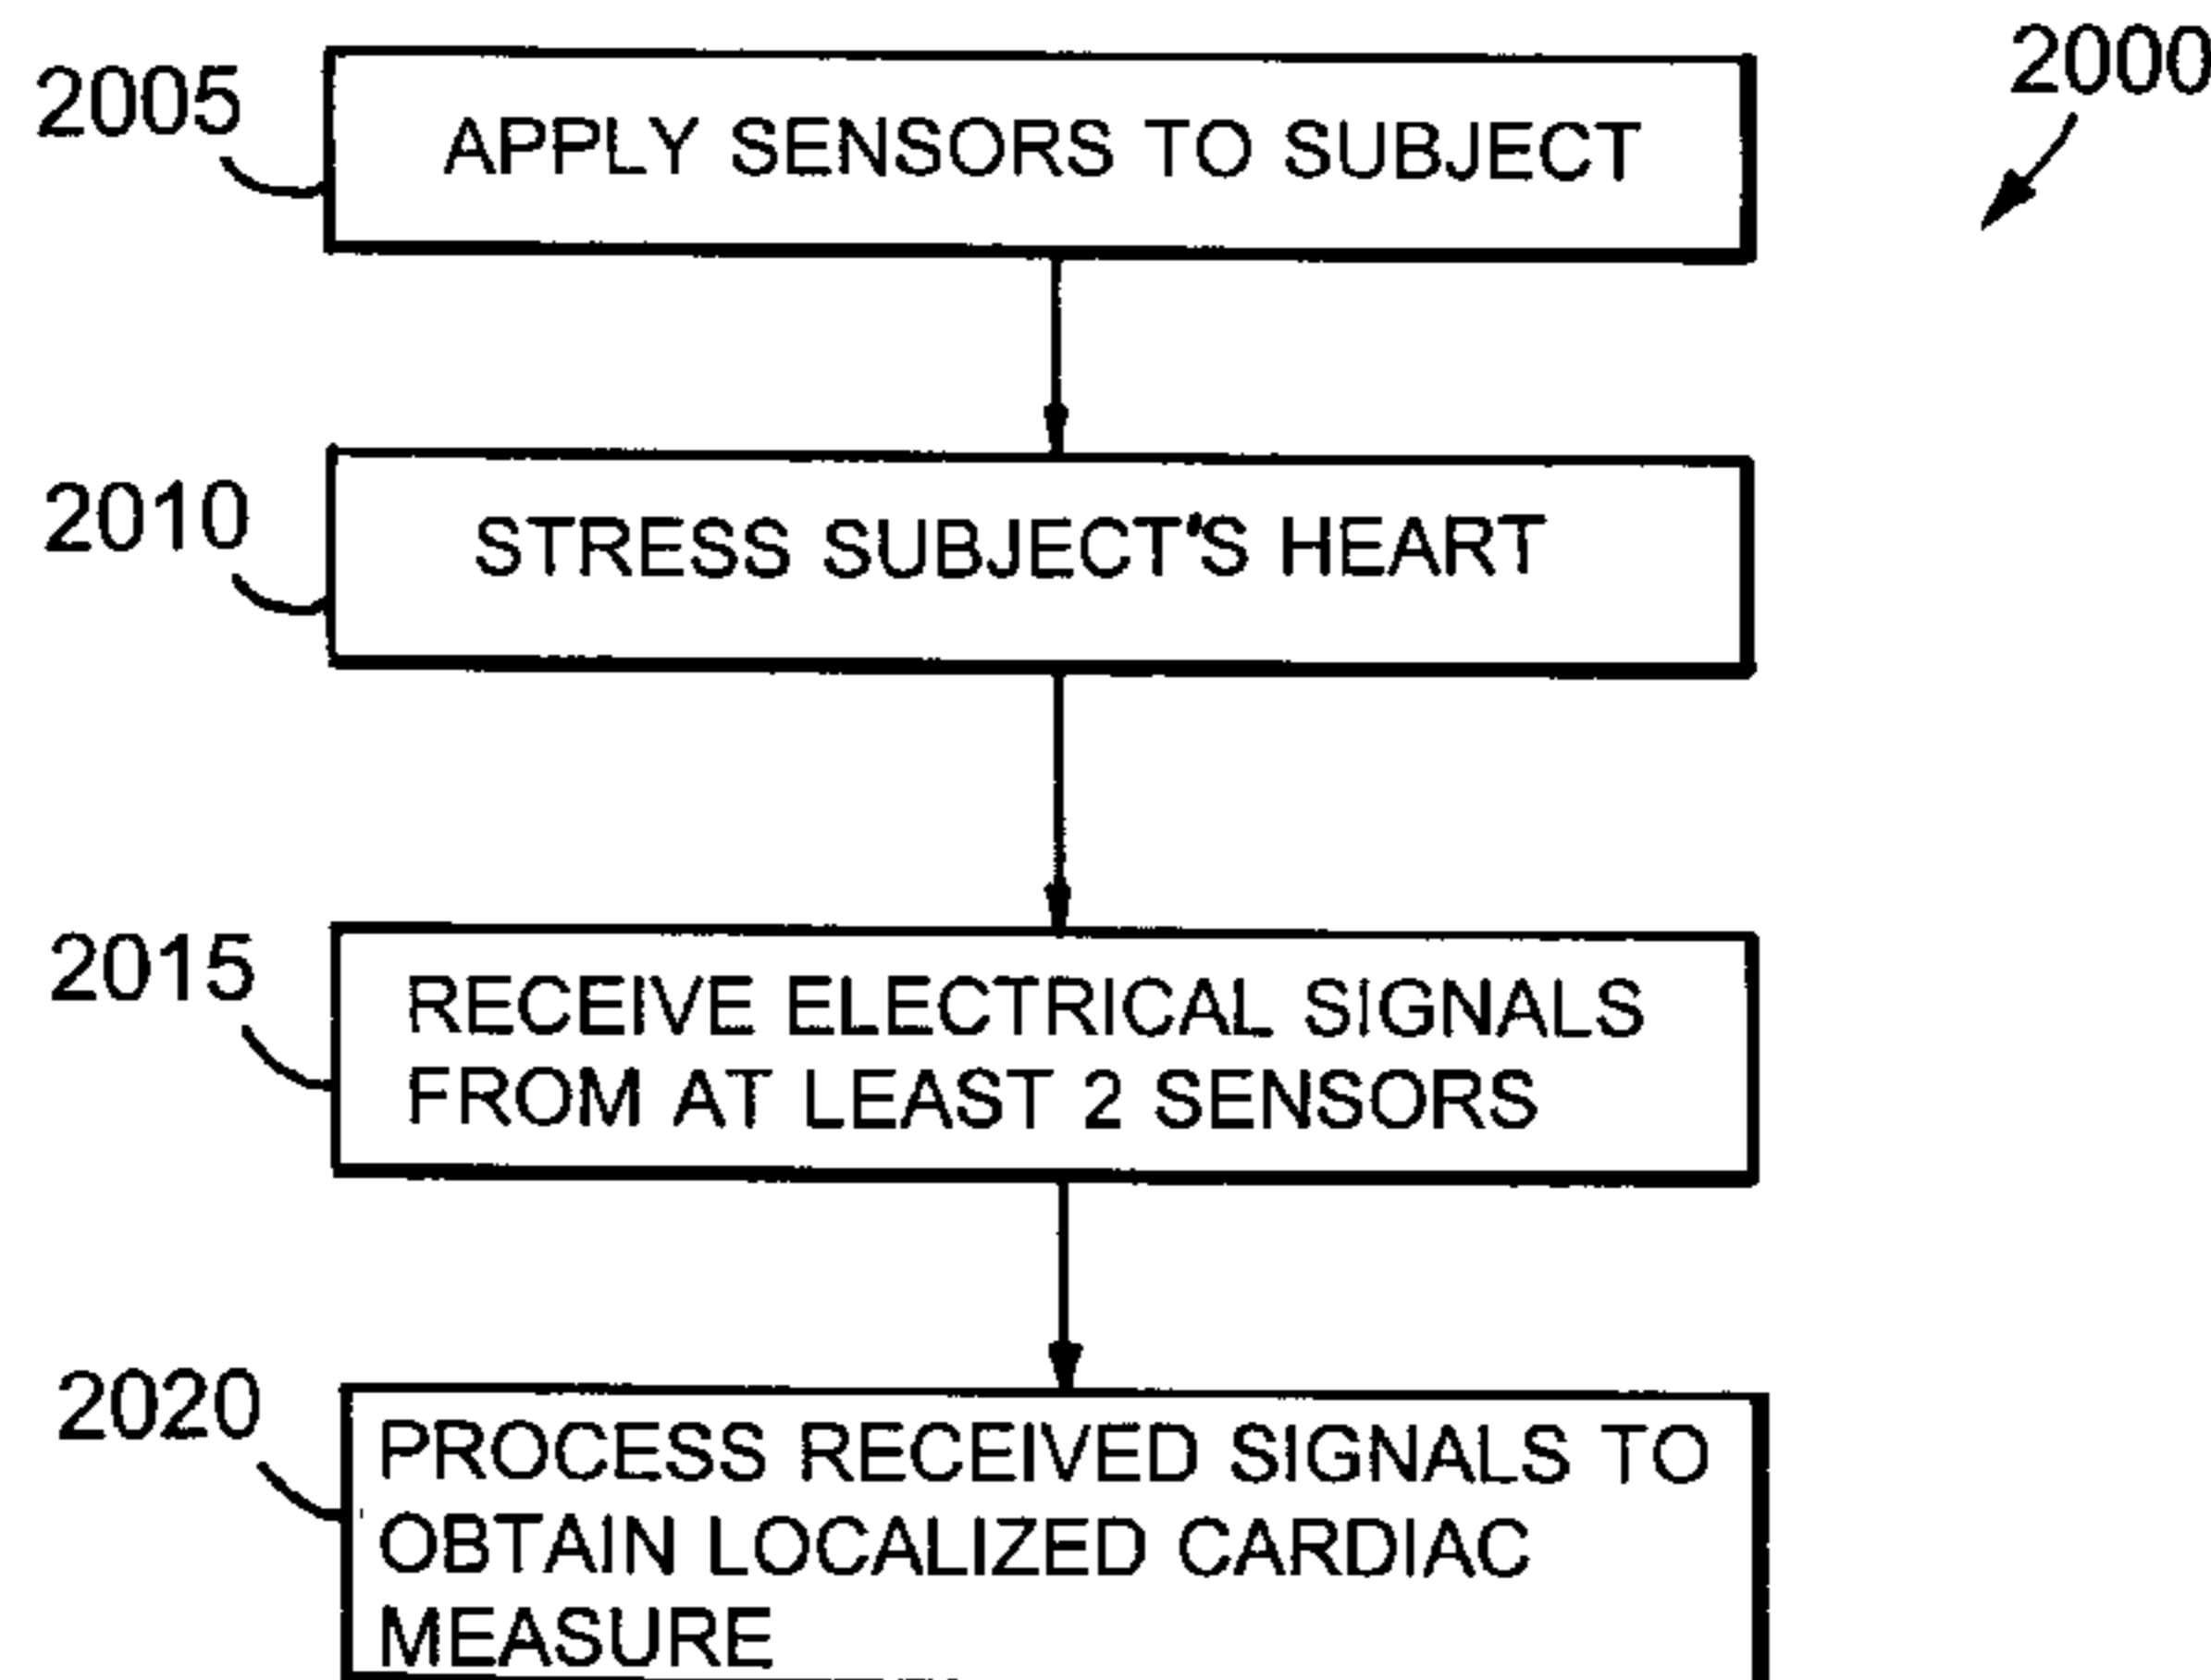 2000
2005
APPLY SENSORS TO SUBJECT
2010
STRESS SUBJECT'S HEART
2015
RECEIVE ELECTRICAL SIGNALS
FROM AT LEAST 2 SENSORS
2020
PROCESS RECEIVED SIGNALS TO
OBTAIN LOCALIZED CARDIAC
MEASURE